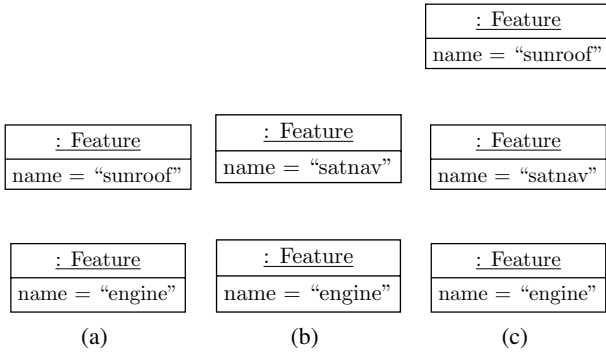 : Feature
name = “sunroof”
: Feature
name = “sunroof”
: Feature
name = “satnav”
: Feature
name = “satnav”
: Feature
name = “engine”
: Feature
name = “engine”
: Feature
name = “engine”
(a)
(b)
(c)